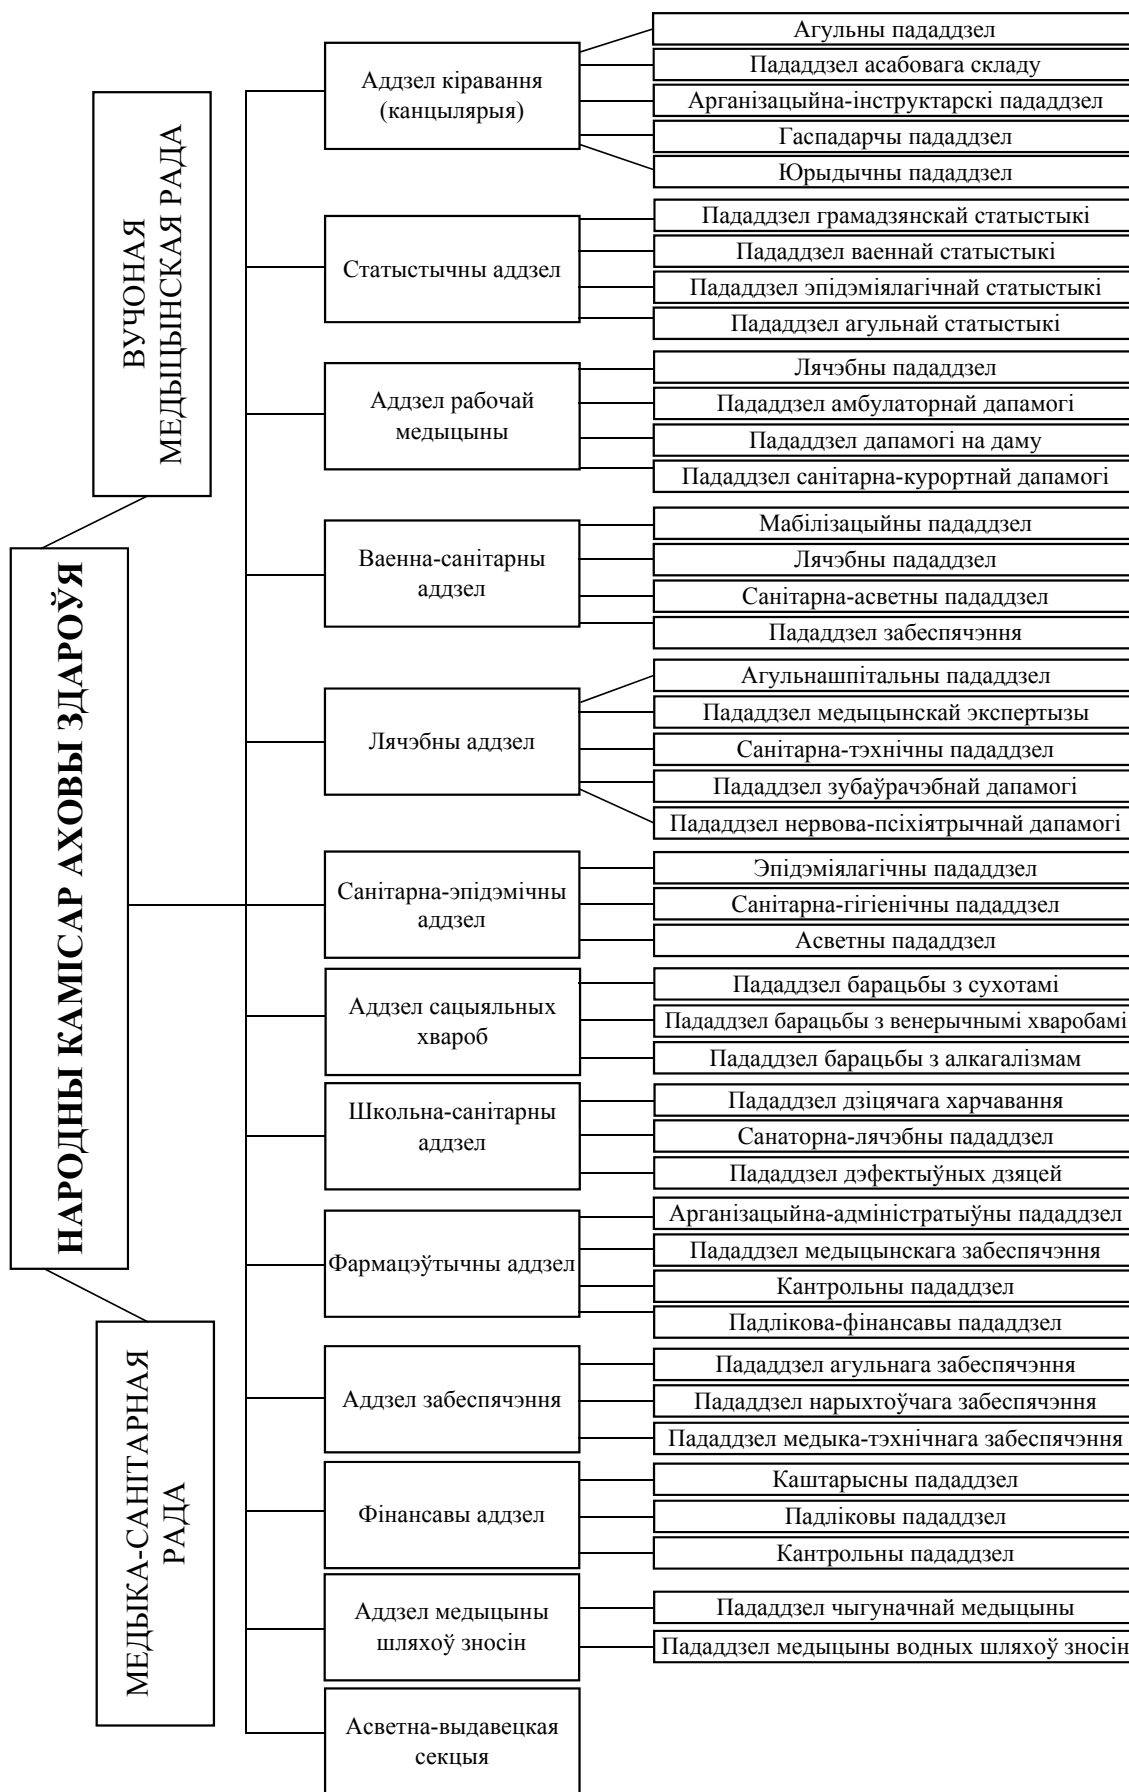 ВУЧОНАЯ
МЕДЫЦЫНСКАЯ РАДА
НАРОДНЫ КАМІСАР АХОВЫ ЗДАРОЎЯ
МЕДЫКА-САНІТАРНАЯ
РАДА
Аддзел кіравання
(канцылярыя)
Агульны пададдзел
Пададдзел асабовага складу
Арганізацыйна-інструктарскі пададдзел
Гаспадарчы пададдзел
Юрыдычны пададдзел
Статыстычны аддзел
Пададдзел грамадзянскай статыстыкі
Пададдзел ваеннай статыстыкі
Пададдзел эпідэміялагічнай статыстыкі
Пададдзел агульнай статыстыкі
Аддзел рабочай
медыцыны
Лячэбны пададдзел
Пададдзел амбулаторнай дапамогі
Пададдзел дапамогі на даму
Пададдзел санітарна-курортнай дапамогі
Ваенна-санітарны
аддзел
Мабілізацыйны пададдзел
Лячэбны пададдзел
Санітарна-асветны пададдзел
Пададдзел забеспячэння
Лячэбны аддзел
Агульнашпітальны пададдзел
Пададдзел медыцынскай экспертызы
Санітарна-тэхнічны пададдзел
Пададдзел зубаўрачэбнай дапамогі
Пададдзел нервова-псіхіятрычнай дапамогі
Санітарна-эпідэмічны
аддзел
Эпідэміялагічны пададдзел
Санітарна-гігіенічны пададдзел
Асветны пададдзел
Аддзел сацыяльных
хвароб
Пададдзел барацьбы з сухотамі
Пададдзел барацьбы з венерычнымі хваробамі
Пададдзел барацьбы з алкагалізмам
Школьна-санітарны
аддзел
Пададдзел дзіцячага харчавання
Санаторна-лячэбны пададдзел
Пададдзел дэфектыўных дзяцей
Фармацэўтычны аддзел
Арганізацыйна-адміністратыўны пададдзел
Пададдзел медыцынскага забеспячэння
Кантрольны пададдзел
Падлікова-фінансавы пададдзел
Аддзел забеспячэння
Пададдзел агульнага забеспячэння
Пададдзел нарыхтоўчага забеспячэння
Пададдзел медыка-тэхнічнага забеспячэння
Фінансавы аддзел
Каштарысны пададдзел
Падліковы пададдзел
Кантрольны пададдзел
Аддзел медыцыны
шляхоў зносін
Пададдзел чыгуначнай медыцыны
Пададдзел медыцыны водных шляхоў зносін
Асветна-выдавецкая
секцыя